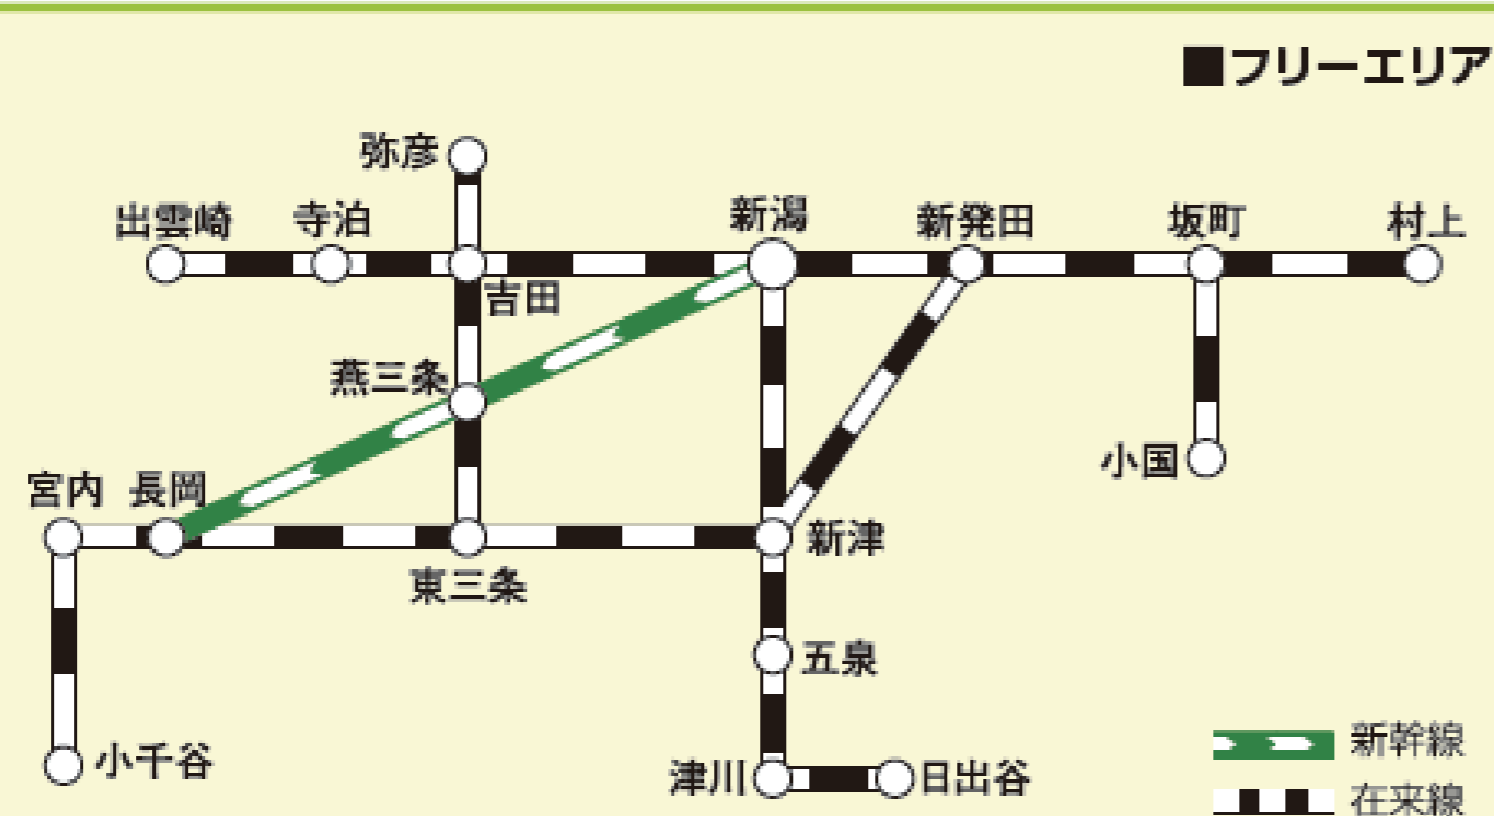 ■フリーエリア
弥彦
出雲崎
寺泊
新潟
新発田
坂町
村上
吉田
燕三条
小国
宮内
長岡
新津
東三条
五泉
小千谷
津川
日出谷
新幹線
在来線